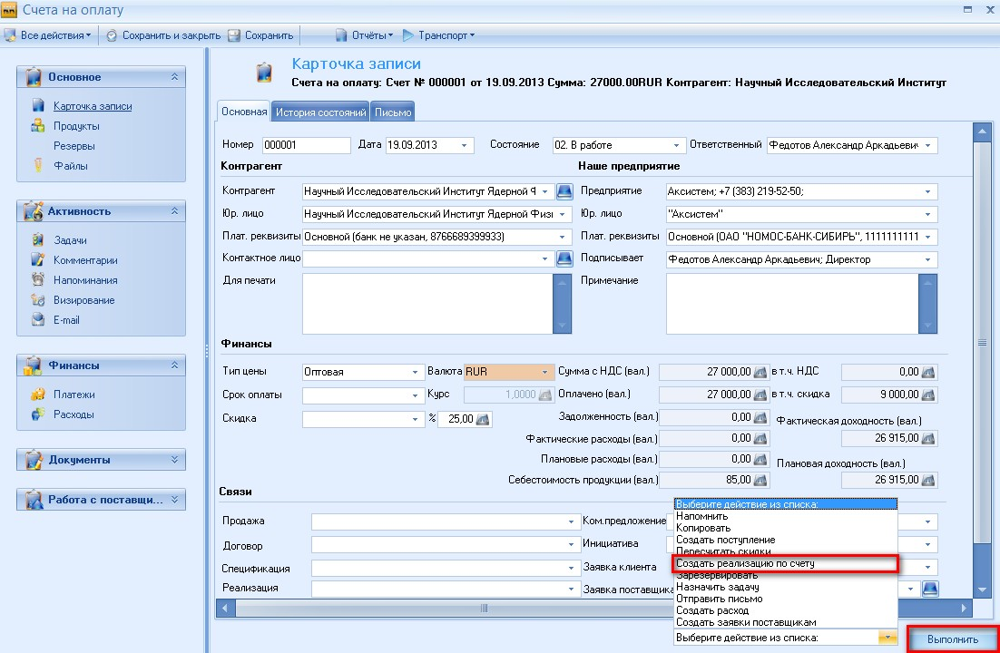 Счета на оплату
Все действия Сохранить и закрыть Сохранить Отчёты Транспорт
Основное
Карточка записи
Продукты
Резервы
Файлы
Активность
Задачи
Комментарии
Напоминания
Визирование
E-mail
Финансы
Платежи
Расходы
Документы
Работа с поставщи...
Карточка записи
Счета на оплату: Счет № 000001 от 19.09.2013 Сумма: 27000.00RUR Контрагент: Научный Исследовательский Институт
Основная История состояний Письмо
Номер 000001 Дата 19.09.2013 Состояние 02. В работе Ответственный Федотов Александр Аркадьевич
Контрагент Наше предприятие
Контрагент Научный Исследовательский Институт Ядерной Ф Предприятие Аксистем; +7 (383) 219-52-50;
Юр. лицо Научный Исследовательский Институт Ядерной Физи Юр. лицо "Аксистем"
Плат. реквизиты Основной (банк не указан, 8766689399933) Плат. реквизиты Основной (ОАО "НОМОС-БАНК-СИБИРЬ", 1111111111
Контактное лицо Подписывает Федотов Александр Аркадьевич; Директор
Для печати Примечание
Финансы
Тип цены Оптовая Валюта RUR Сумма с НДС (вал.) 27 000,00 в т.ч. НДС 0,00
Срок оплаты Курс 1,0000 Оплачено (вал.) 27 000,00 в т.ч. скидка 9 000,00
Скидка % 25,00 Задолженность (вал.) 0,00 Фактическая доходность (вал.)
Фактические расходы (вал.) 0,00 26 915,00
Плановые расходы (вал.) 0,00 Плановая доходность (вал.)
Себестоимость продукции (вал.) 85,00 26 915,00
Связи
Продажа Ком.предложение
Договор Инициатива
Спецификация Заявка клиента
Реализация Заявка поставщика
Выберите действие из списка:
Напомнить
Копировать
Создать поступление
Пересчитать скидки
Создать реализацию по счету
Зарезервировать
Назначить задачу
Отправить письмо
Создать расход
Создать заявки поставщикам
Выберите действие из списка: Выполнить